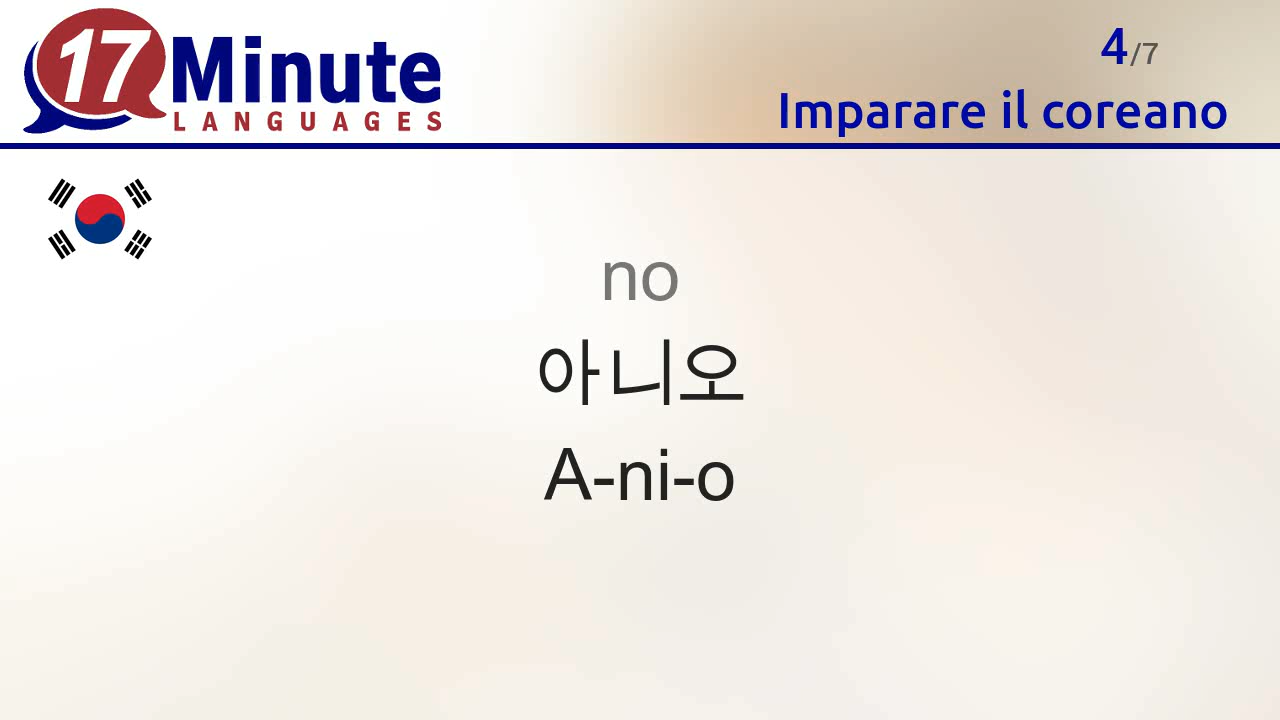 17 Minute
LANGUAGES
4/7
Imparare il coreano
no
아니오
A-ni-o